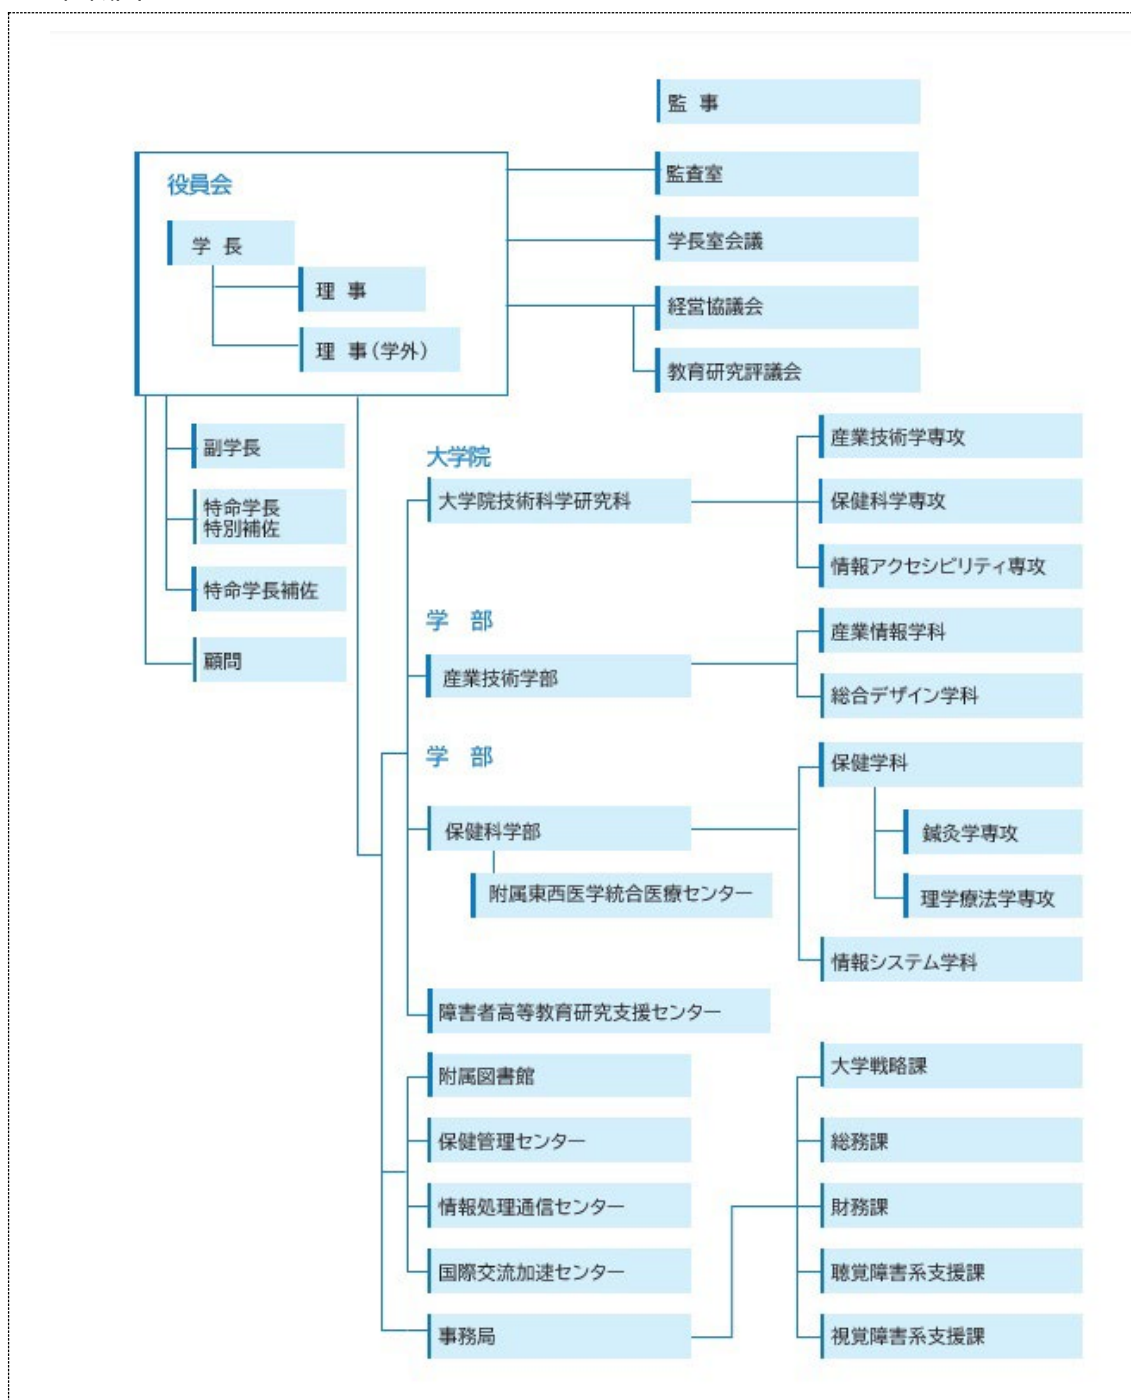 監 事
役員会
監査室
学 長
学長室会議
理 事
経営協議会
理 事(学外)
教育研究評議会
副学長
特命学長
特別補佐
特命学長補佐
顧問
大学院
大学院技術科学研究科
産業技術学専攻
保健科学専攻
情報アクセシビリティ専攻
学 部
産業技術学部
産業情報学科
総合デザイン学科
学 部
保健科学部
附属東西医学統合医療センター
保健学科
鍼灸学専攻
理学療法学専攻
情報システム学科
障害者高等教育研究支援センター
附属図書館
保健管理センター
情報処理通信センター
国際交流加速センター
事務局
大学戦略課
総務課
財務課
聴覚障害系支援課
視覚障害系支援課